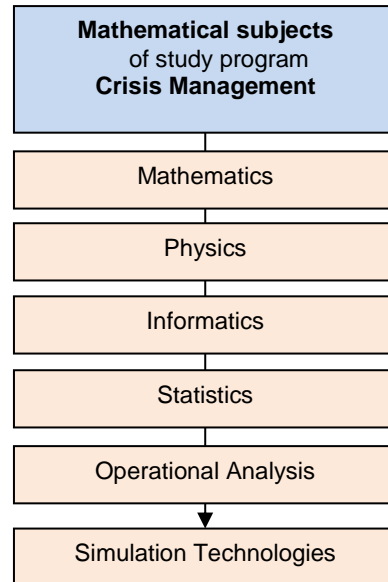 Mathematical subjects
of study program
Crisis Management
Mathematics
Physics
Informatics
Statistics
Operational Analysis
Simulation Technologies